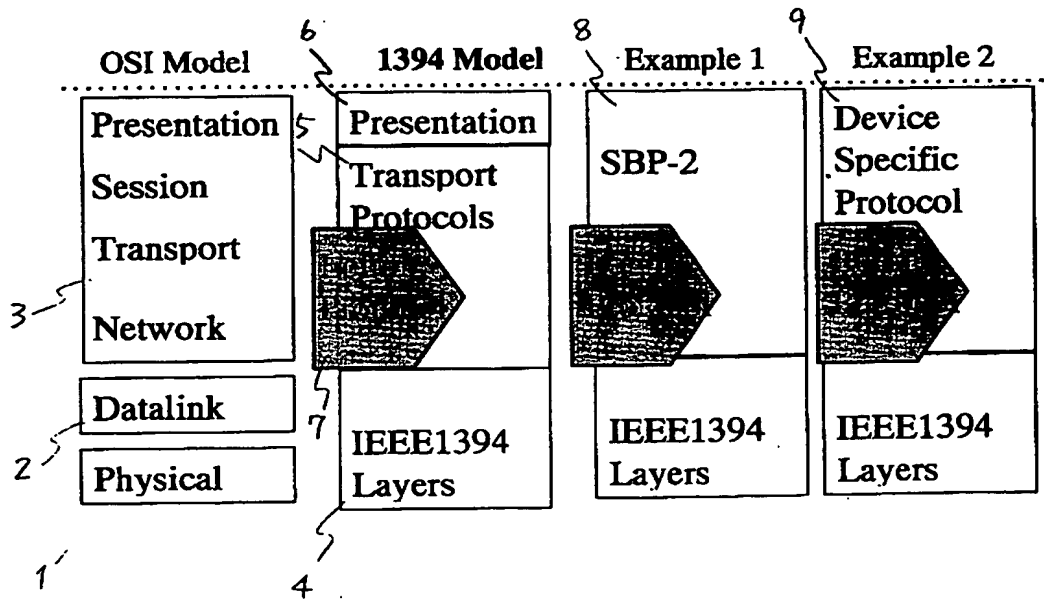 6
8
9
OSI Model
1394 Model
Example 1
Example 2
Presentation
Session
Transport
Network
5
3
Datalink
2
Physical
1
Presentation
Transport
Protocols
7
IEEE1394
Layers
4
SBP-2
IEEE1394
Layers
Device
Specific
Protocol
IEEE1394
Layers